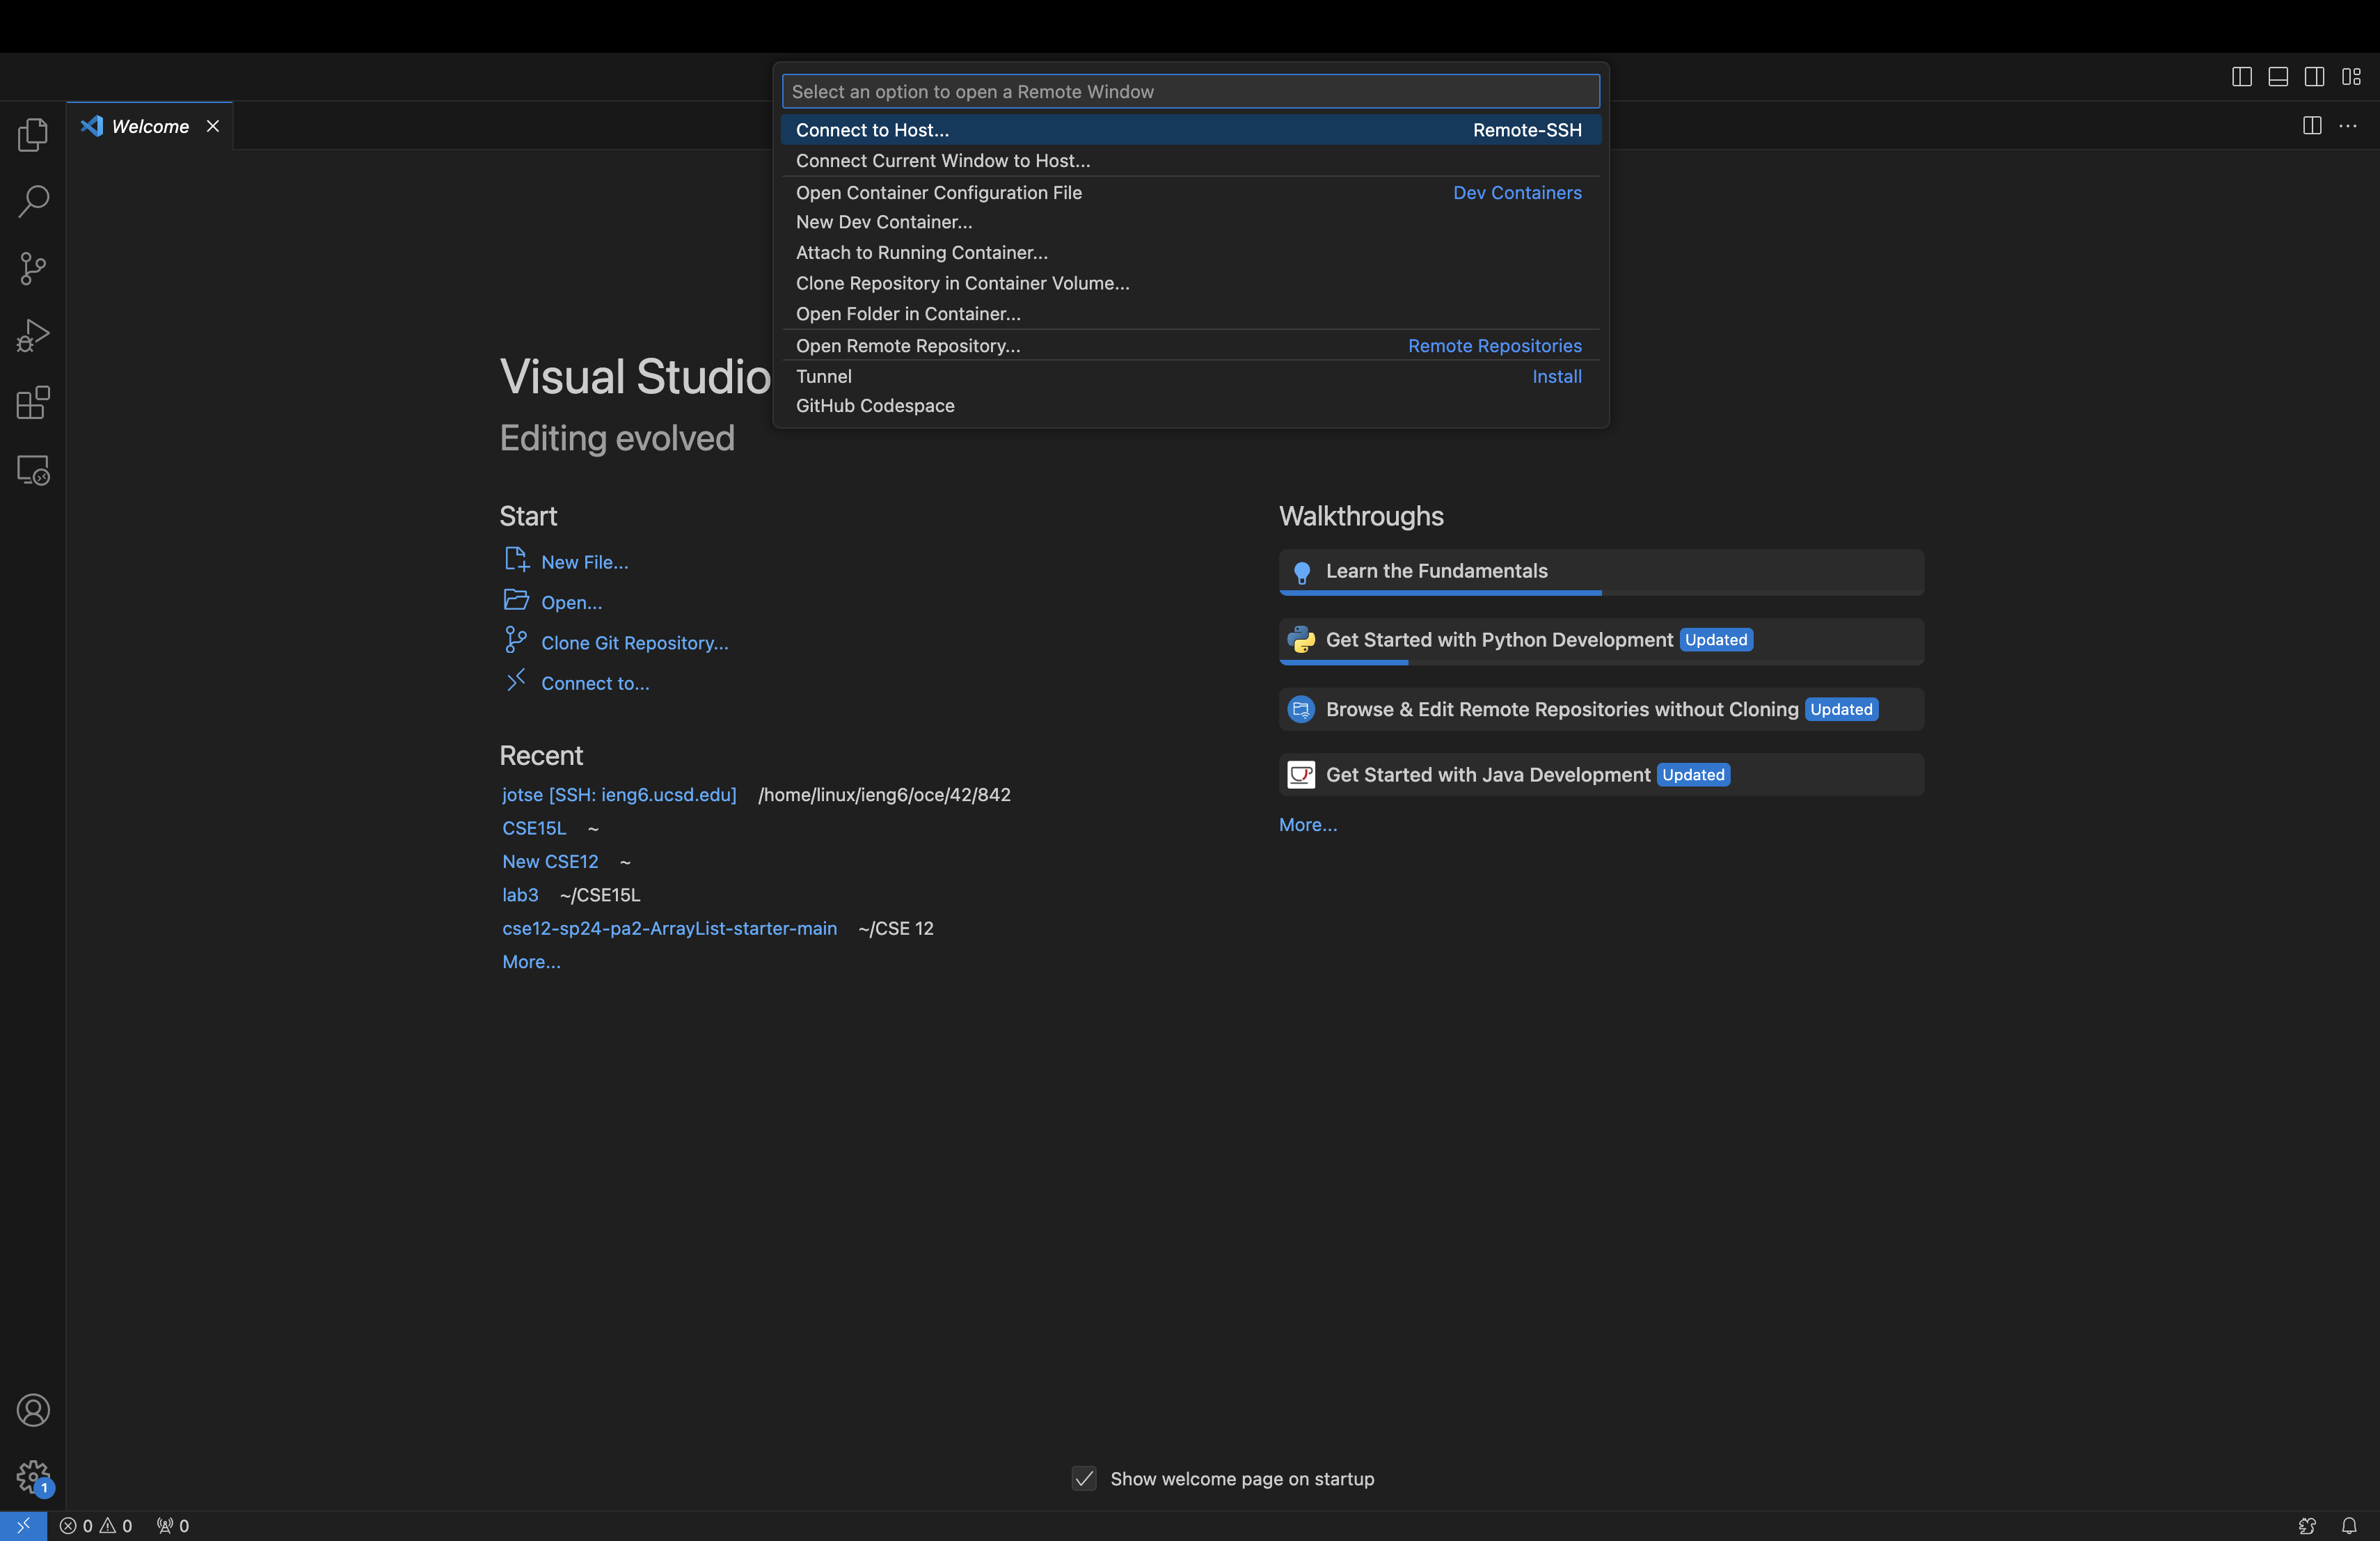 Select an option to open a Remote Window
Connect to Host... Remote-SSH
Connect Current Window to Host...
Open Container Configuration File Dev Containers
New Dev Container...
Attach to Running Container...
Clone Repository in Container Volume...
Open Folder in Container...
Open Remote Repository... Remote Repositories
Tunnel Install
GitHub Codespace
Welcome
Visual Studio
Editing evolved
Start
New File...
Open...
Clone Git Repository...
Connect to...
Recent
jotse [SSH: ieng6.ucsd.edu] /home/linux/ieng6/oce/42/842
CSE15L ~
New CSE12 ~
lab3 ~/CSE15L
cse12-sp24-pa2-ArrayList-starter-main ~/CSE 12
More...
Walkthroughs
Learn the Fundamentals
Get Started with Python Development Updated
Browse & Edit Remote Repositories without Cloning Updated
Get Started with Java Development Updated
More...
Show welcome page on startup
1
0 0 0